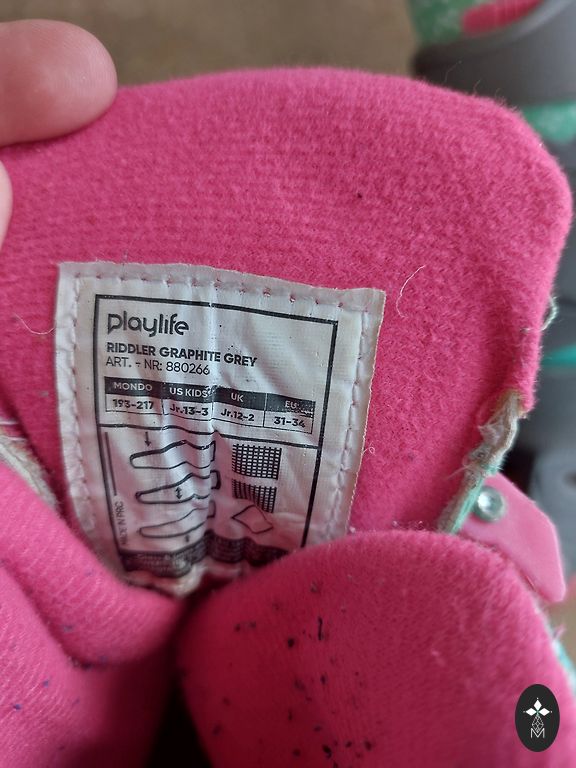 playlife
RIDDLER GRAPHITE GREY
ART. - NR: 880266
MONDO US KIDS UK EU
195-217 Jr.13-3 Jr.12-2 31-34
MADE IN PRC
M